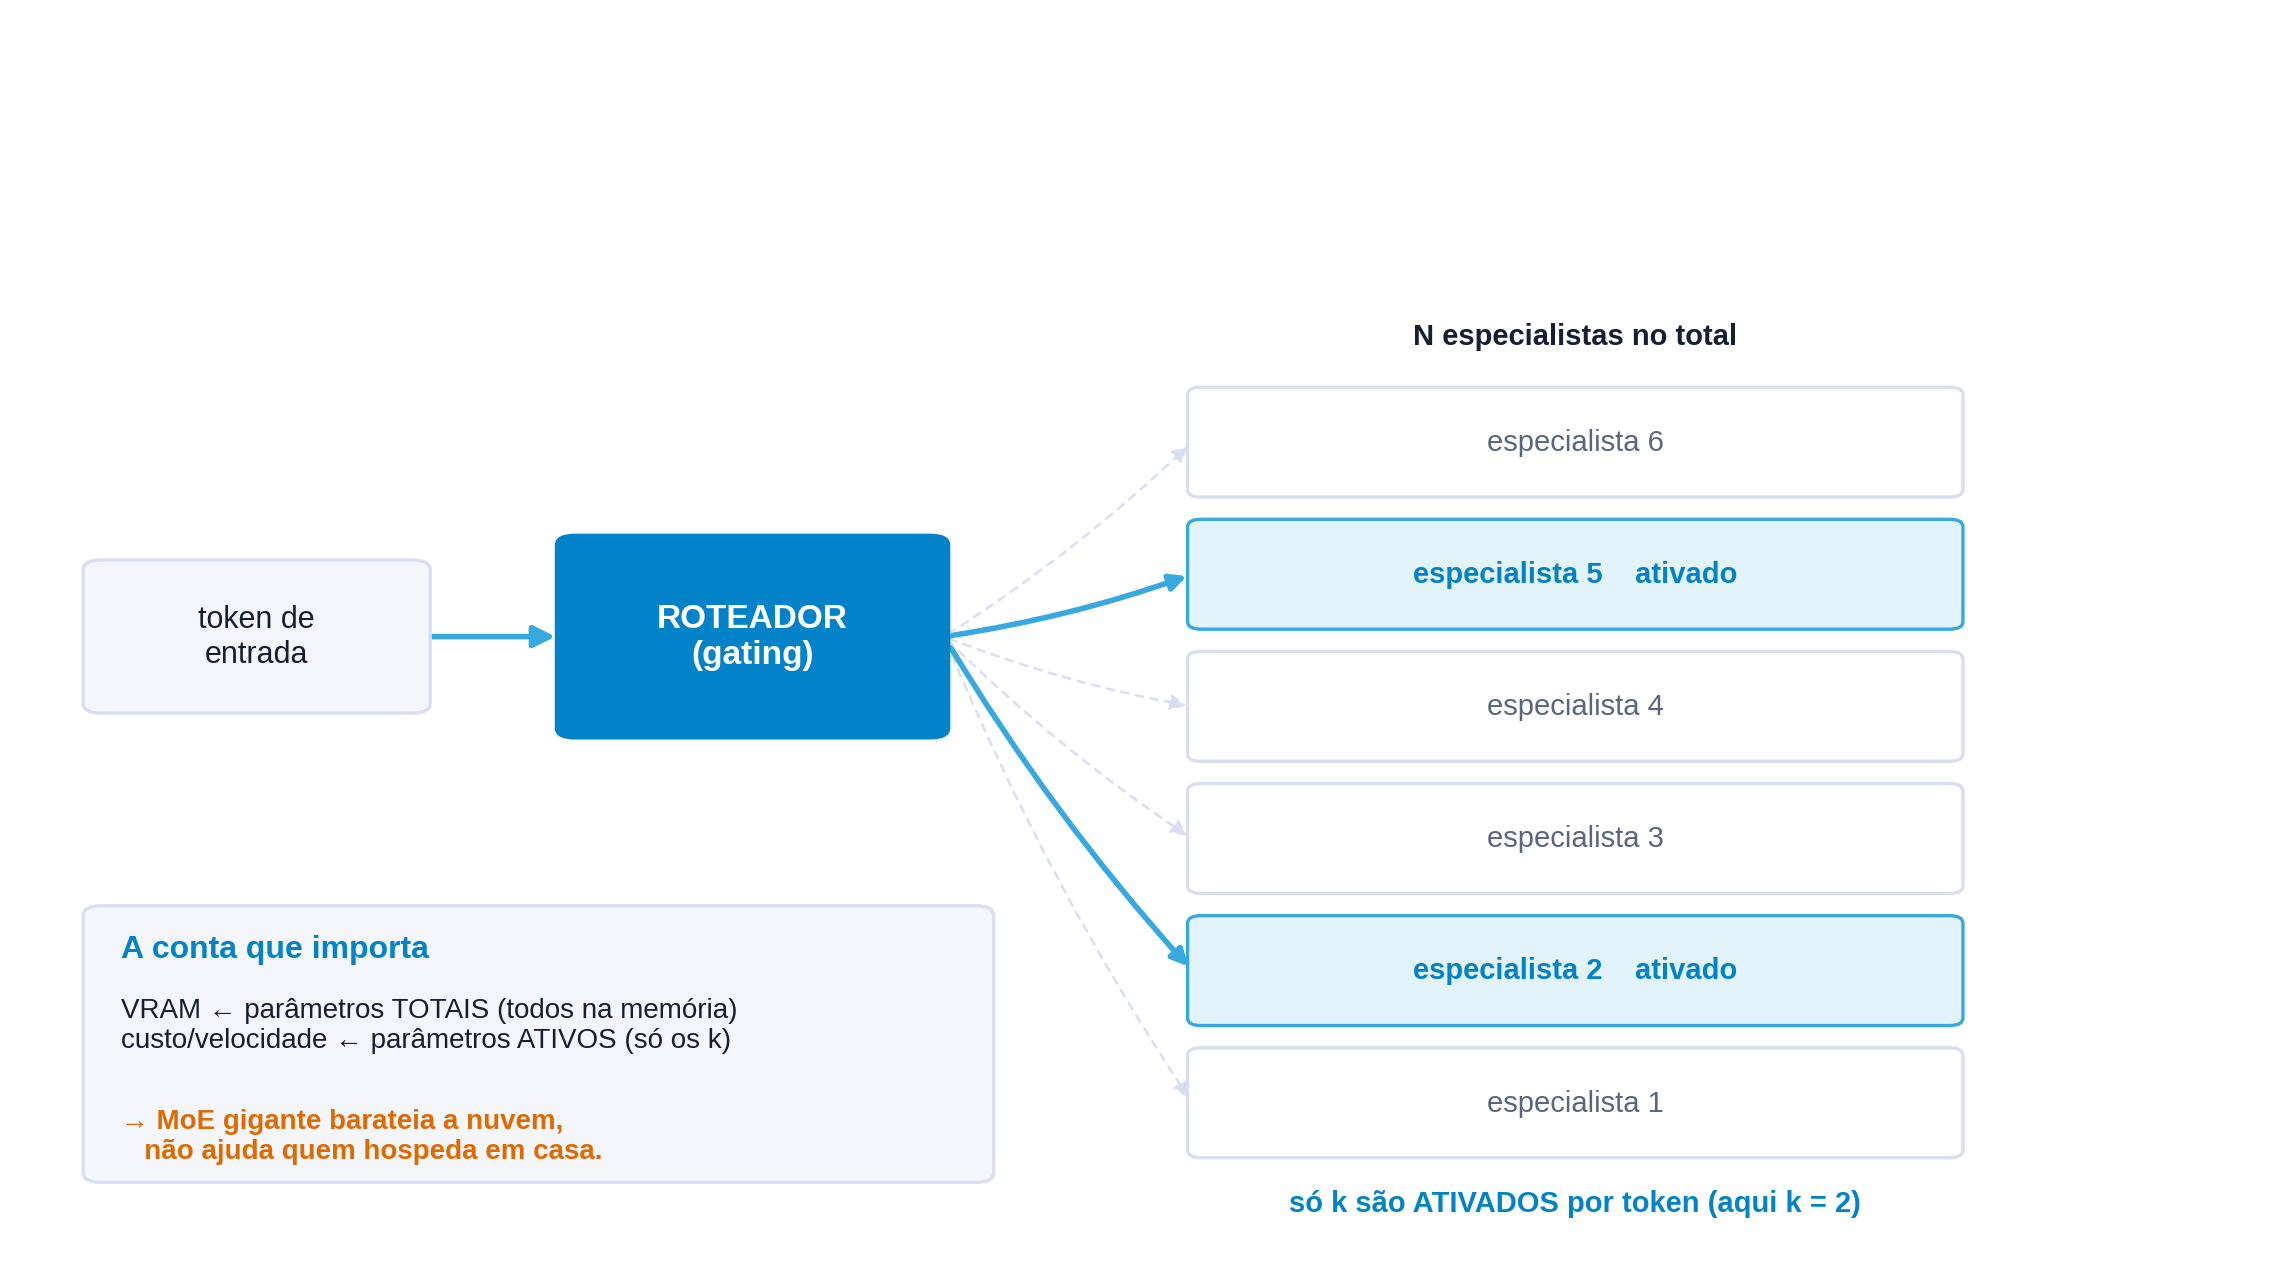 N especialistas no total
especialista 6
especialista 5 ativado
especialista 4
especialista 3
especialista 2 ativado
especialista 1
só k são ATIVADOS por token (aqui k = 2)
token de
entrada
ROTEADOR
(gating)
A conta que importa
VRAM ← parâmetros TOTAIS (todos na memória)
custo/velocidade ← parâmetros ATIVOS (só os k)
→ MoE gigante barateia a nuvem,
não ajuda quem hospeda em casa.